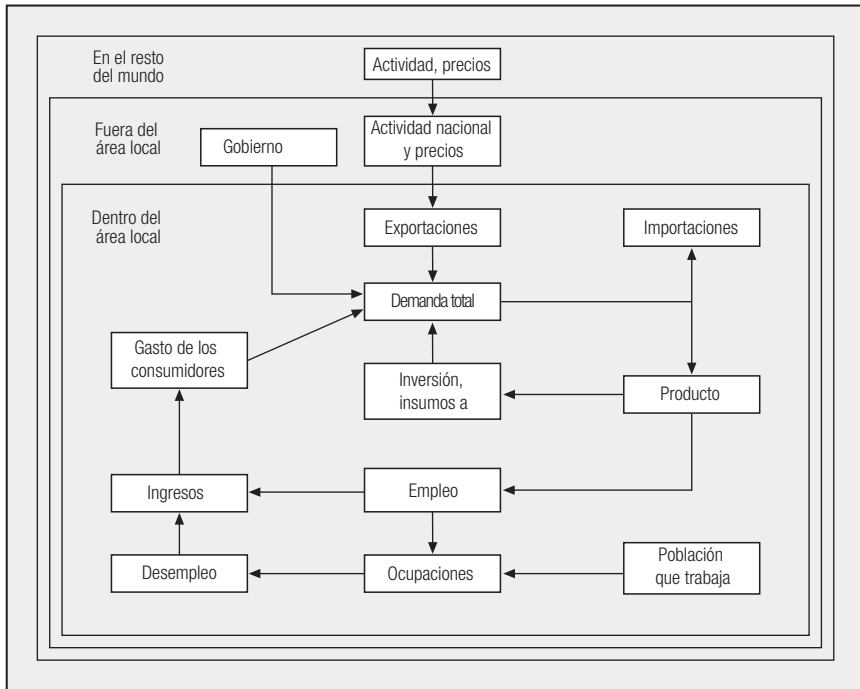 En el resto
del mundo
Actividad, precios
Fuera del
área local
Gobierno
Actividad nacional
y precios
Dentro del
área local
Exportaciones
Importaciones
Demanda total
Gasto de los
consumidores
Inversión,
insumos a
Producto
Ingresos
Empleo
Desempleo
Ocupaciones
Población
que trabaja